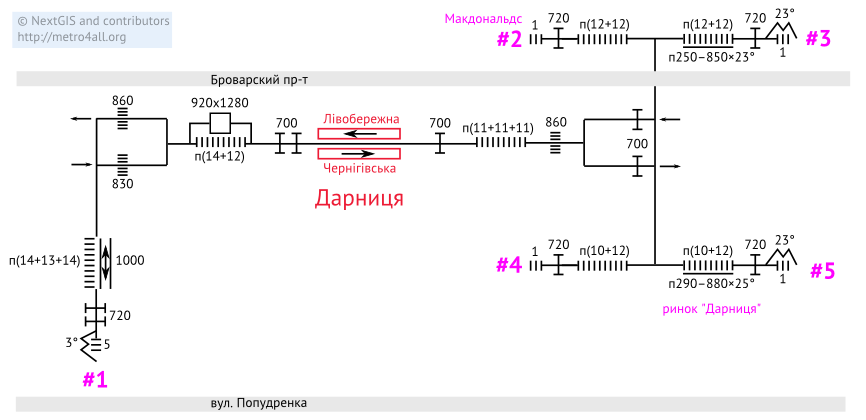 © NextGIS and contributors
http://metro4all.org
Макдональдс
#2
1
720
п(12+12)
п(12+12)
720
23°
1
#3
п250–850×23°
Броварский пр-т
860
830
920x1280
п(14+12)
700
Лівобережна
Чернігівська
Дарниця
700
п(11+11+11)
860
700
п(14+13+14)
1000
720
3°
5
#1
#4
1
720
п(10+12)
п(10+12)
720
23°
1
#5
п290–880×25°
ринок "Дарниця"
вул. Попудренка